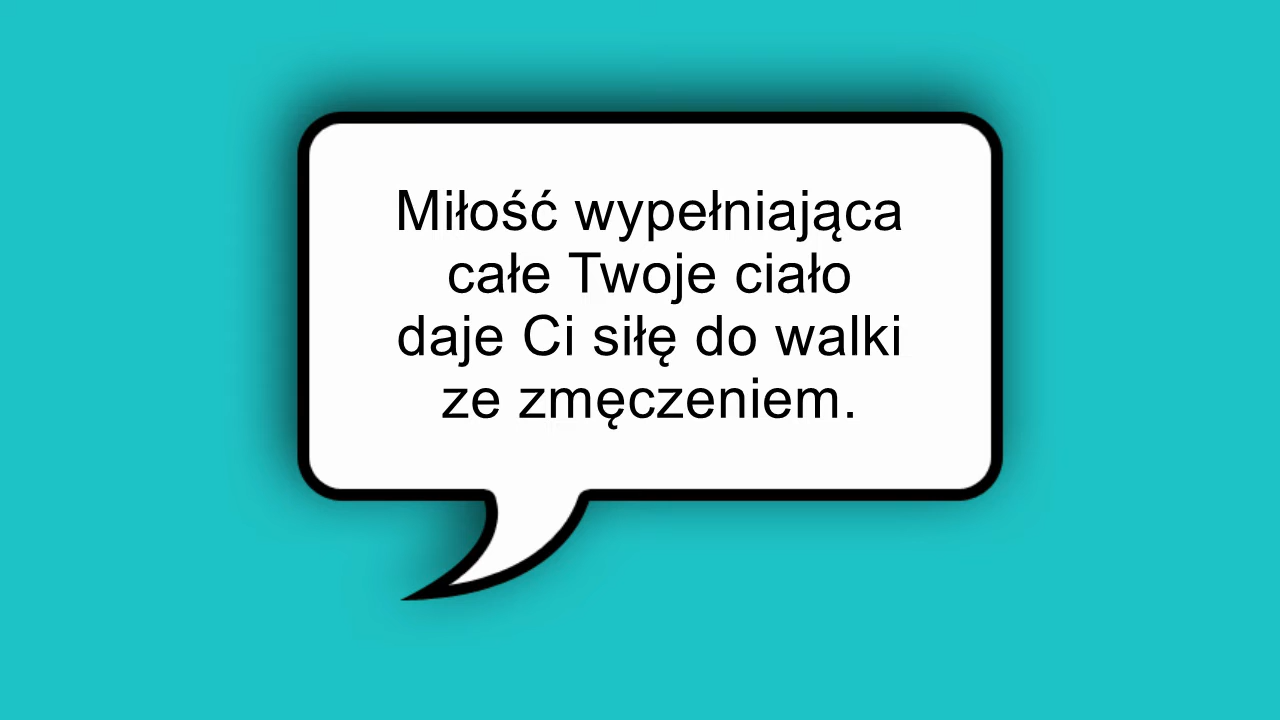 Miłość wypełniająca
całe Twoje ciało
daje Ci siłę do walki
ze zmęczeniem.